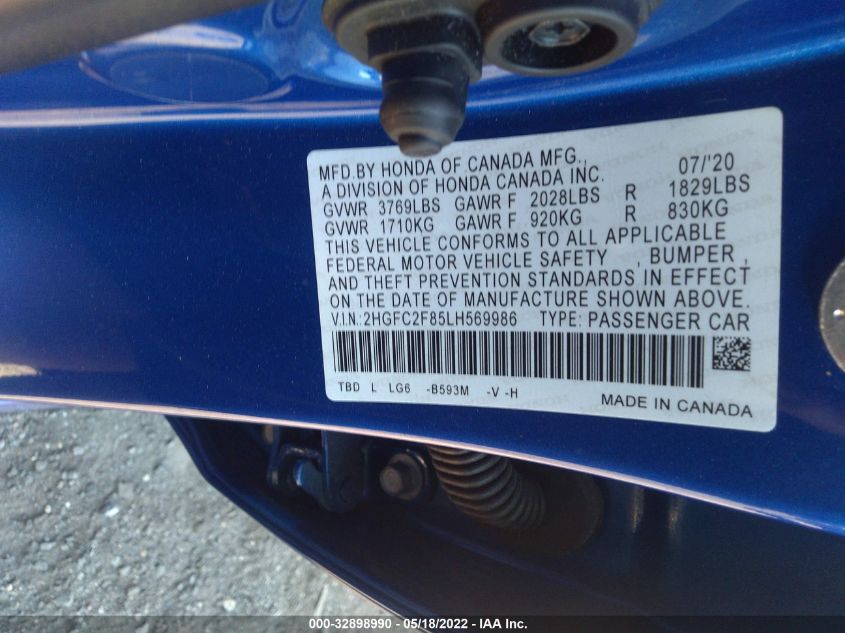 MFD.BY HONDA OF CANADA MFG., 07/'20
A DIVISION OF HONDA CANADA INC.
GVWR 3769LBS GAWR F 2028LBS R 1829LBS
GVWR 1710KG GAWR F 920KG R 830KG
THIS VEHICLE CONFORMS TO ALL APPLICABLE
FEDERAL MOTOR VEHICLE SAFETY , BUMPER ,
AND THEFT PREVENTION STANDARDS IN EFFECT
ON THE DATE OF MANUFACTURE SHOWN ABOVE.
V.I.N.:2HGFC2F85LH569986 TYPE: PASSENGER CAR
TBD L LG6 -B593M -V -H
MADE IN CANADA
000-32898990 - 05/18/2022 - IAA Inc.